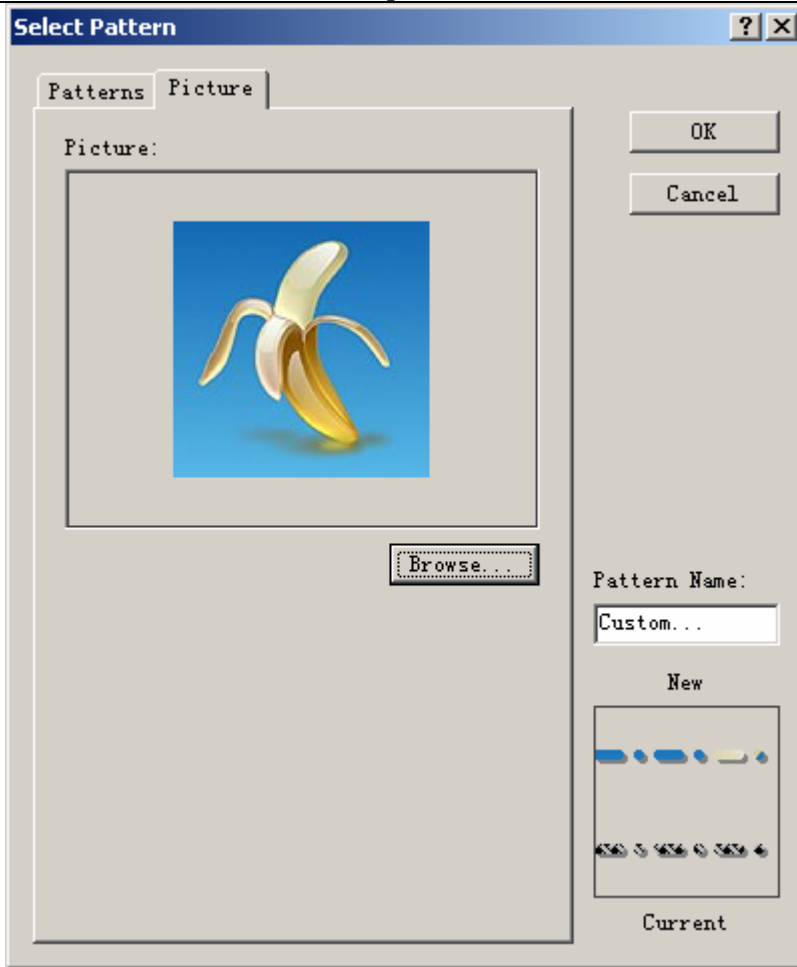 Select Pattern
Patterns Picture
Picture:
OK
Cancel
Browse...
Pattern Name:
Custom...
New
Current